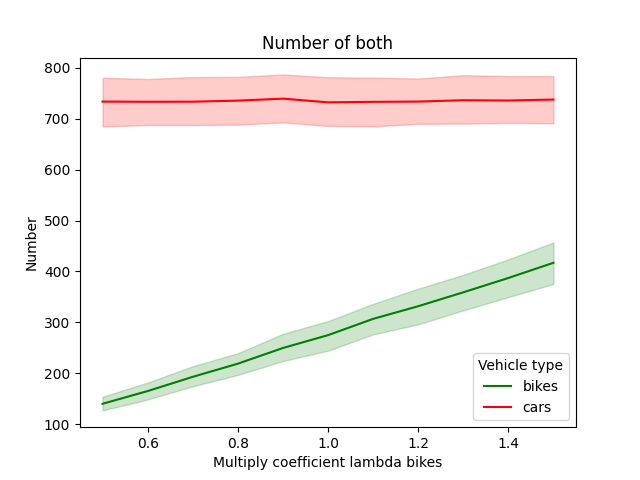 Number of both
800
700
600
500
400
300
200
100
Number
0.6
0.8
1.0
1.2
1.4
Multiply coefficient lambda bikes
Vehicle type
bikes
cars